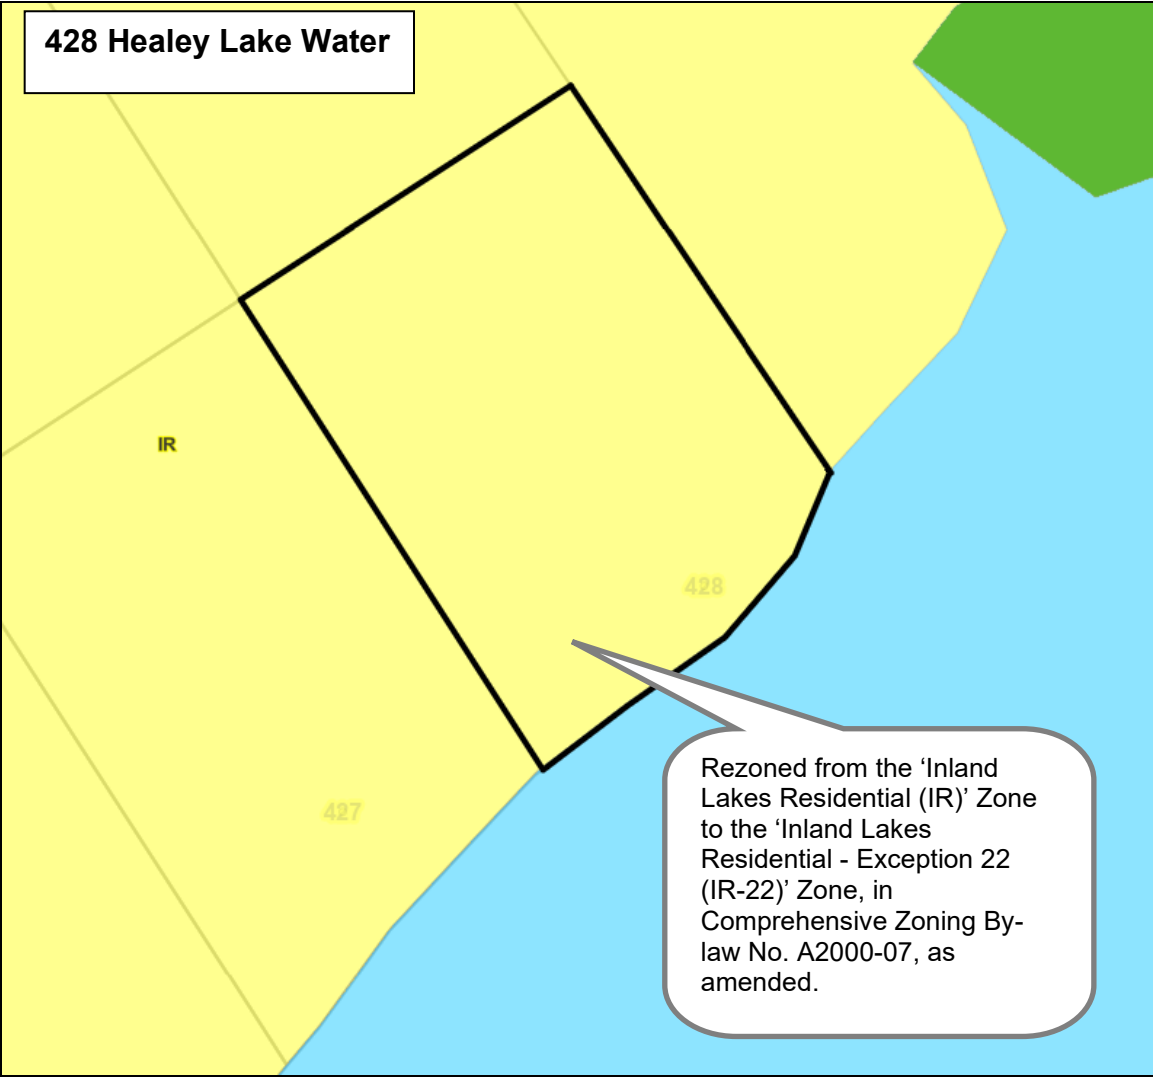 428 Healey Lake Water
IR
428
427
Rezoned from the ‘Inland
Lakes Residential (IR)’ Zone
to the ‘Inland Lakes
Residential - Exception 22
(IR-22)’ Zone, in
Comprehensive Zoning By-
law No. A2000-07, as
amended.